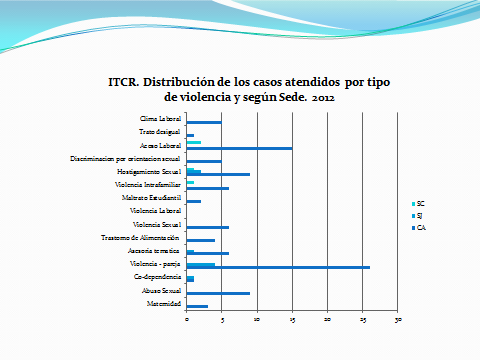 ITCR. Distribución de los casos atendidos por tipo
de violencia y según Sede. 2012
Clima Laboral
Trato desigual
Acoso Laboral
Discriminacion por orientacion sexual
Hostigamiento Sexual
Violencia Intrafamiliar
Maltrato Estudiantil
Violencia Laboral
Violencia Sexual
Trastorno de Alimentación
Asesoria tematica
Violencia - pareja
Co-dependencia
Abuso Sexual
Maternidad
SC
SJ
CA
0 5 10 15 20 25 30